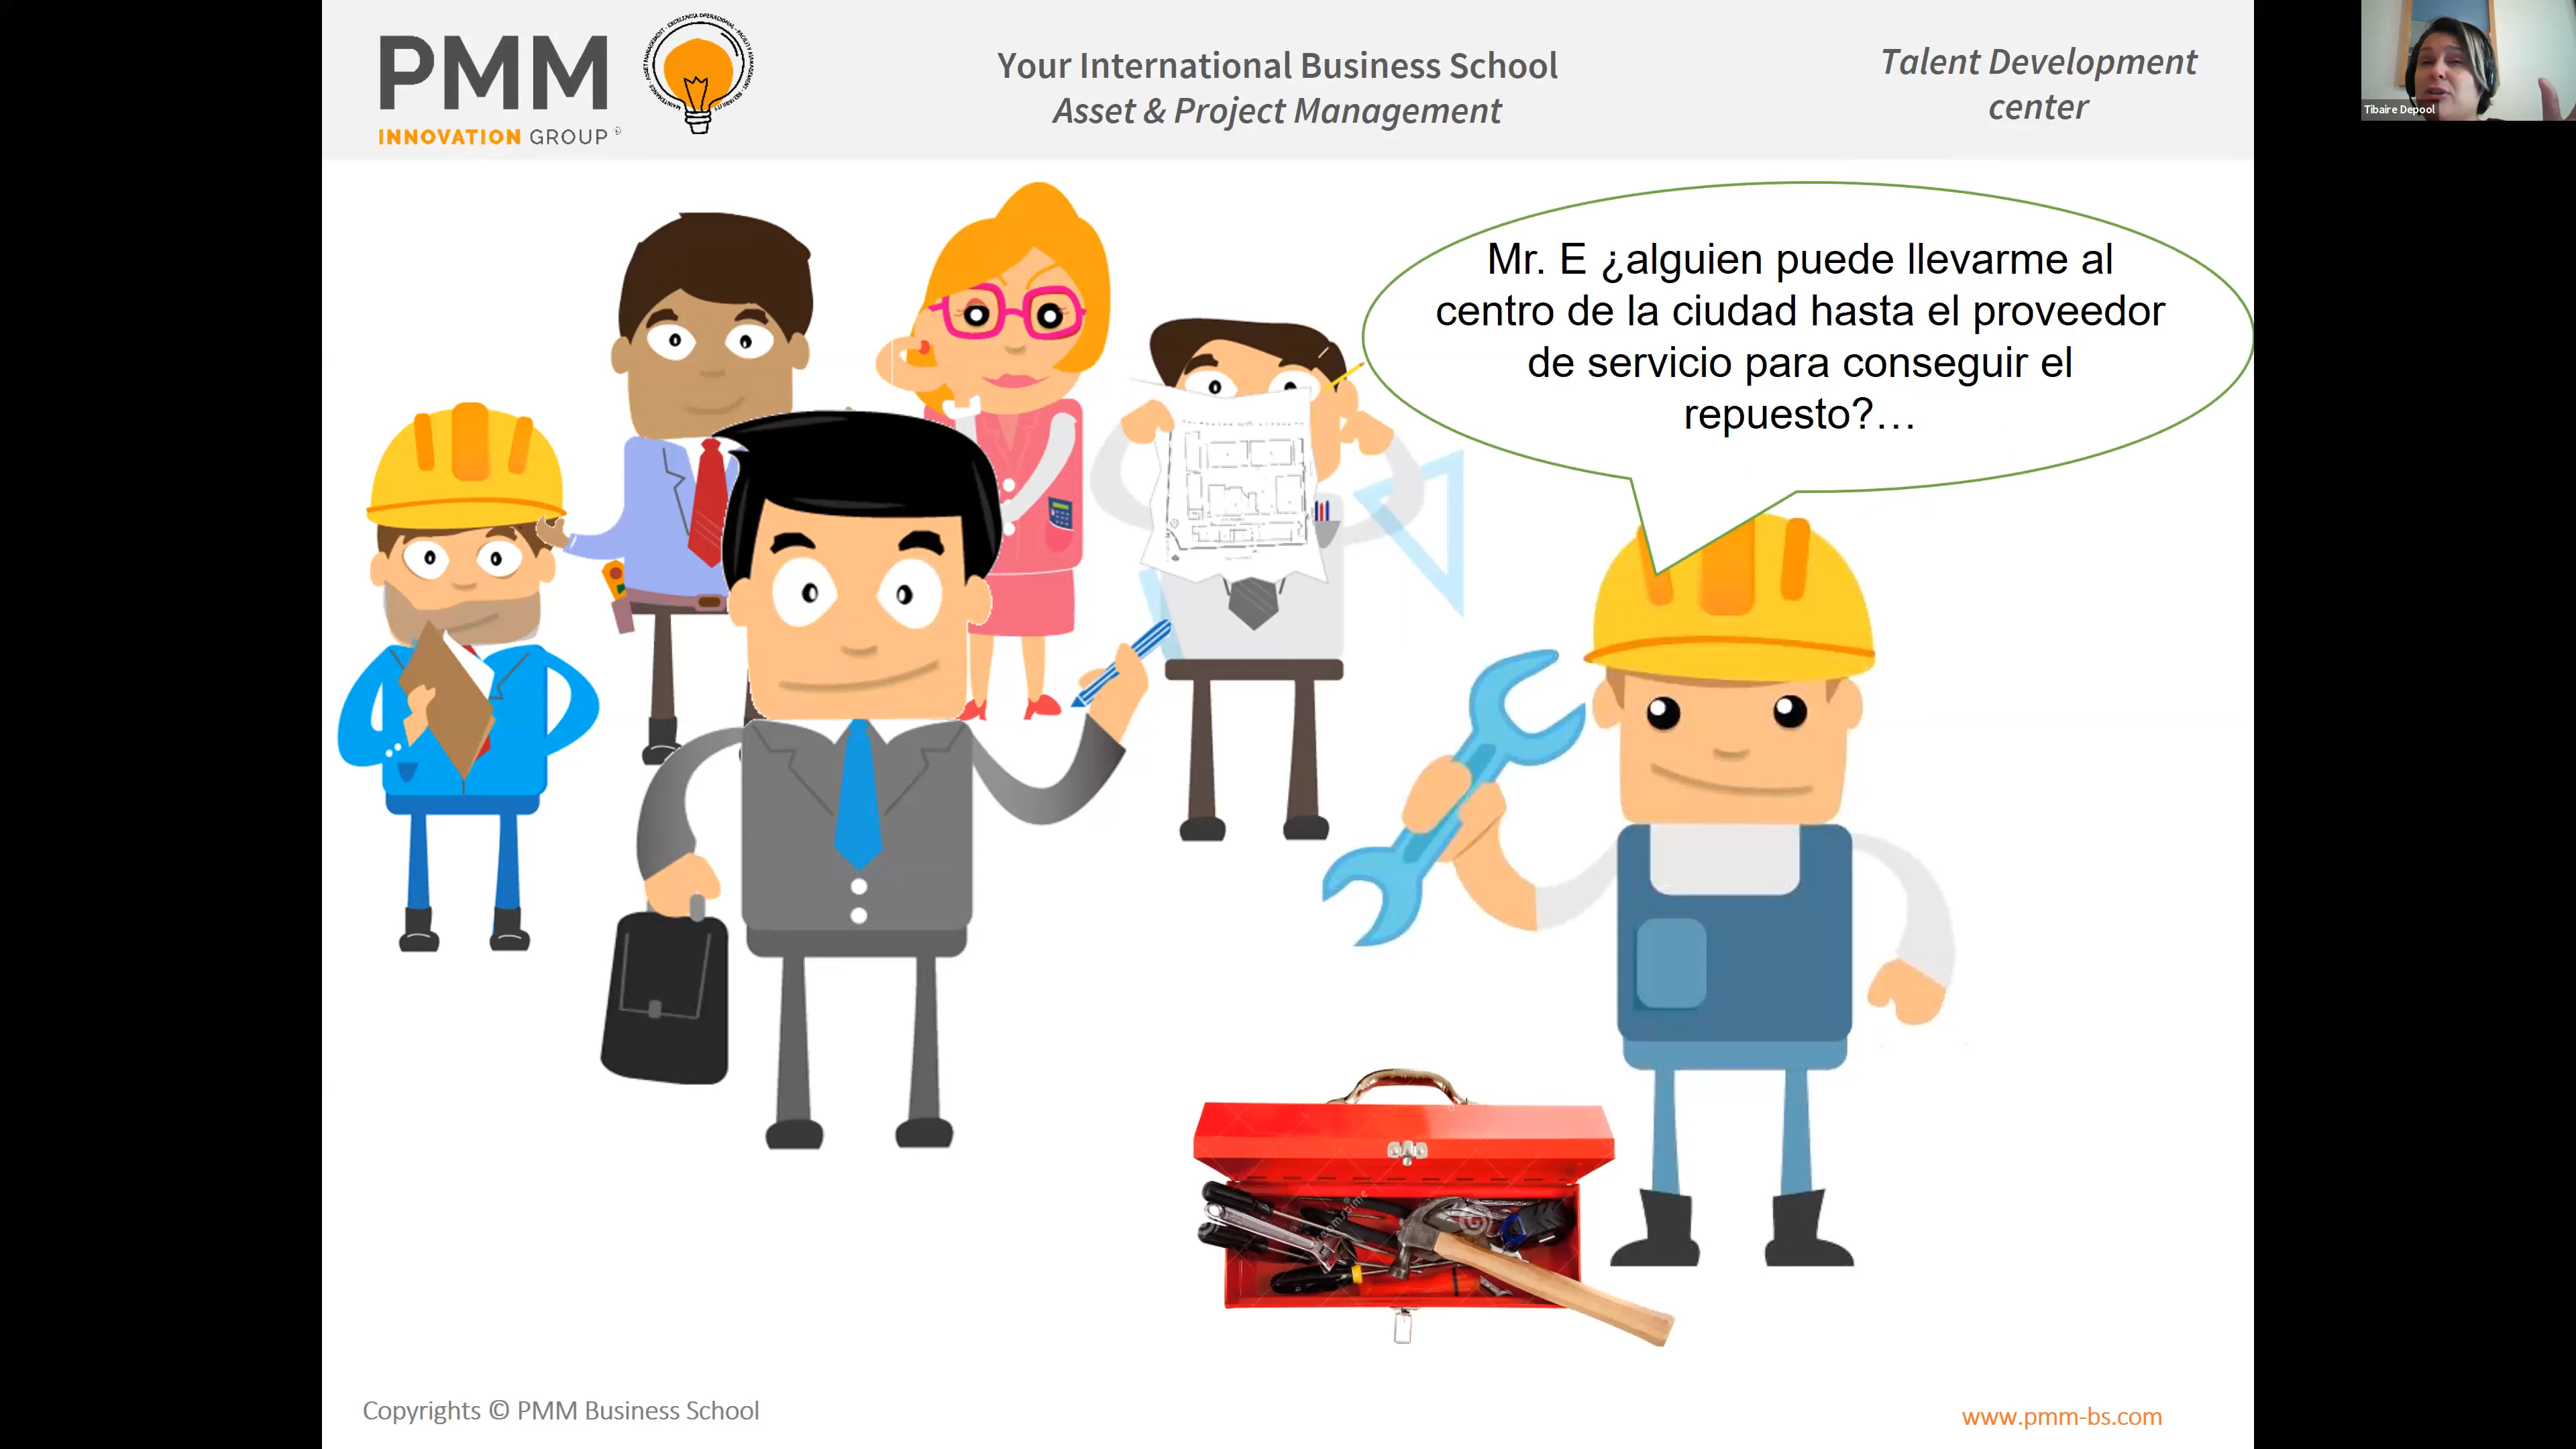 PMM
INNOVATION GROUP
Your International Business School
Asset & Project Management
Talent Development
center
Tibaire Depool
Mr. E ¿alguien puede llevarme al
centro de la ciudad hasta el proveedor
de servicio para conseguir el
repuesto?…
Copyrights © PMM Business School
www.pmm-bs.com